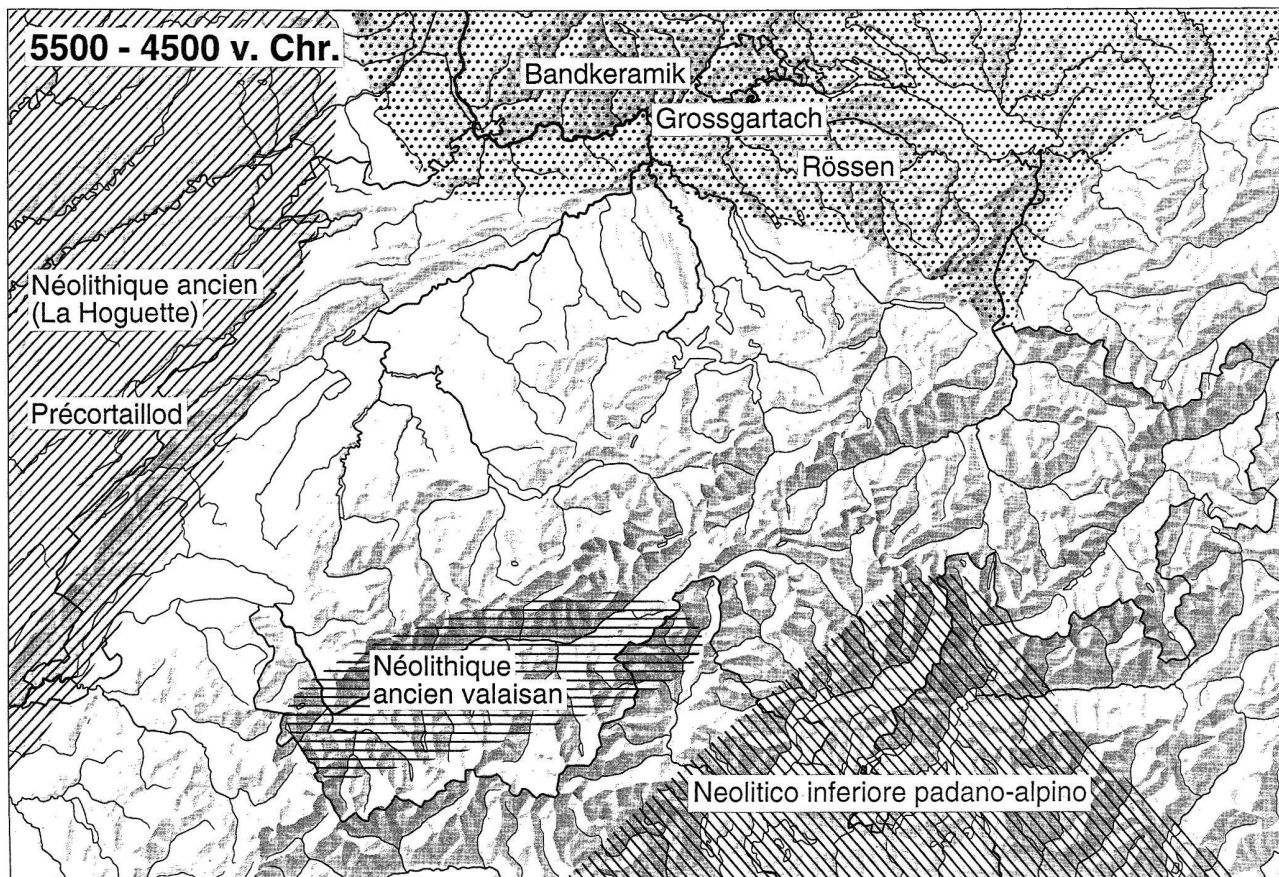 5500 - 4500 v. Chr.
Bandkeramik
Grossgartach
Rössen
Néolithique ancien
(La Hoguette)
Précortaillod
Néolithique
ancien valaisan
Neolitico inferiore padano-alpino